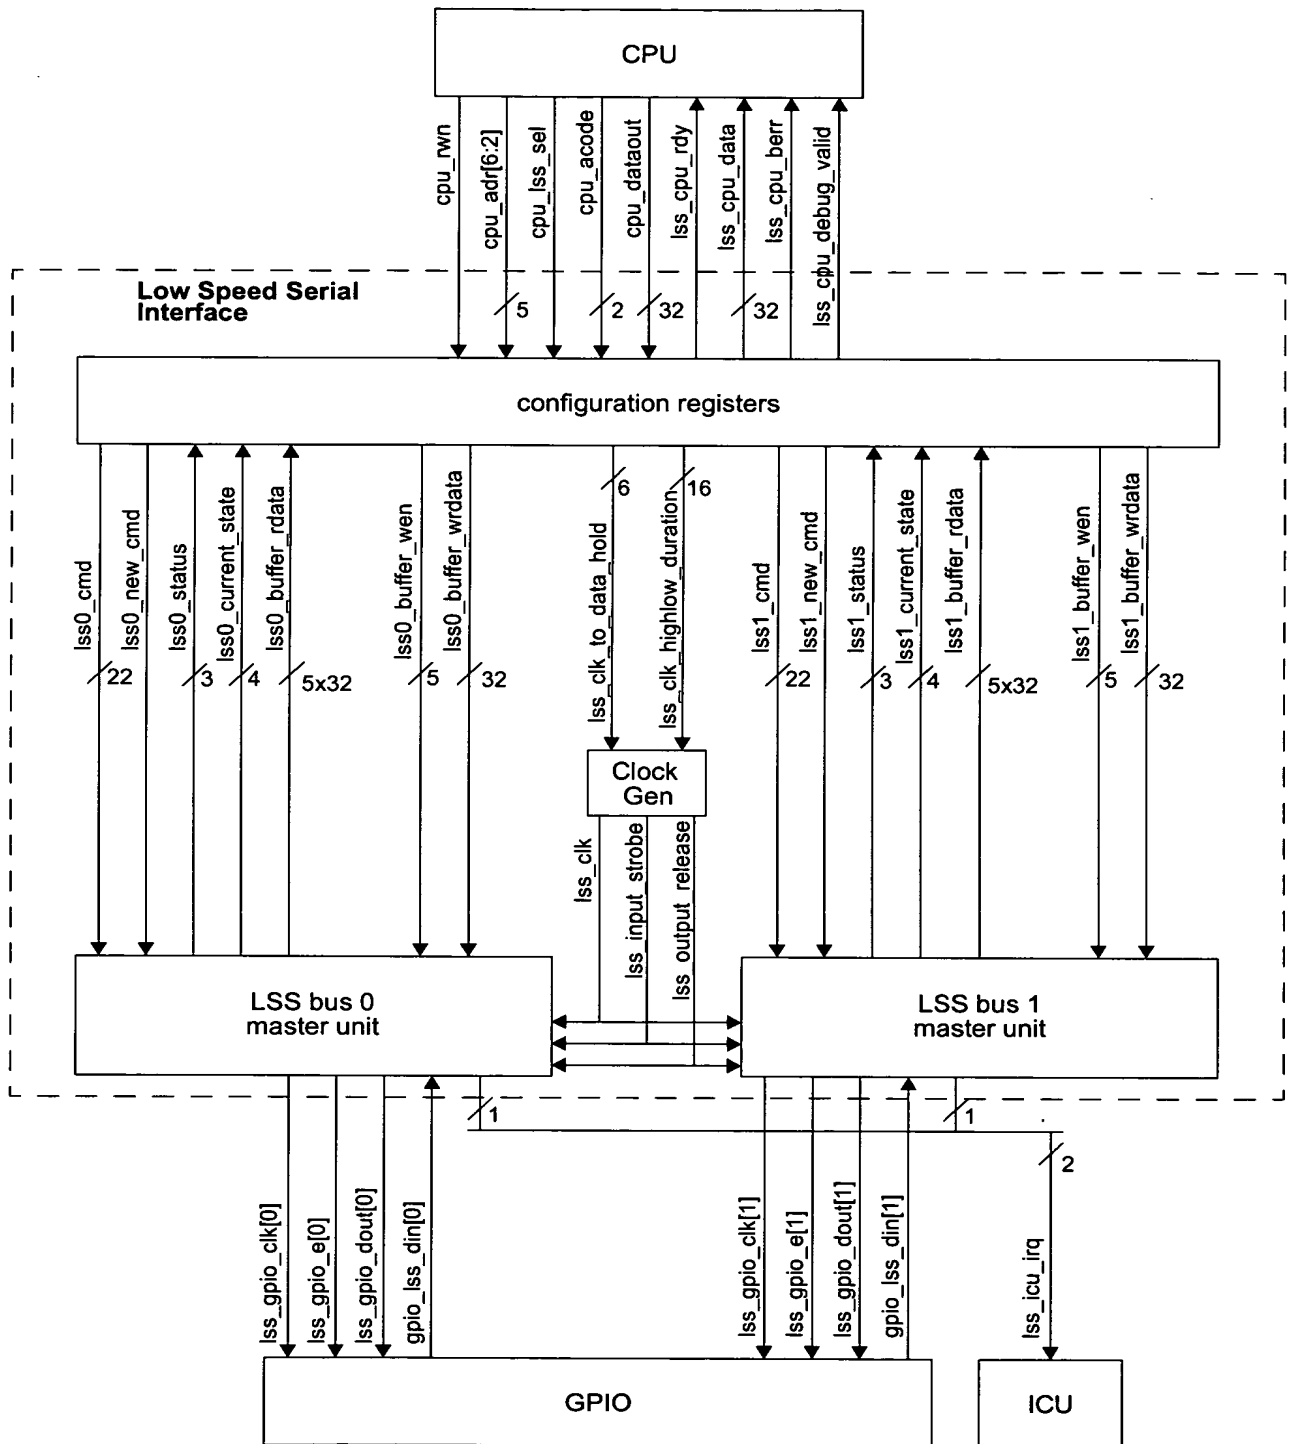 CPU
cpu_rwn
cpu_adr[6:2]
cpu_lss_sel
cpu_acode
cpu_dataout
lss_cpu_rdy
lss_cpu_data
lss_cpu_berr
lss_cpu_debug_valid
Low Speed Serial
Interface
5
2
32
32
configuration registers
lss0_cmd
lss0_new_cmd
lss0_status
lss0_current_state
lss0_buffer_rdata
lss0_buffer_wen
lss0_buffer_wrdata
lss_clk_to_data_hold
lss_clk_highlow_duration
lss1_cmd
lss1_new_cmd
lss1_status
lss1_current_state
lss1_buffer_rdata
lss1_buffer_wen
lss1_buffer_wrdata
6
16
22
3
4
5x32
5
32
22
3
4
5x32
5
32
Clock
Gen
lss_clk
lss_input_strobe
lss_output_release
LSS bus 0
master unit
LSS bus 1
master unit
1
1
2
lss_gpio_clk[0]
lss_gpio_e[0]
lss_gpio_dout[0]
gpio_lss_din[0]
lss_gpio_clk[1]
lss_gpio_e[1]
lss_gpio_dout[1]
gpio_lss_din[1]
lss_icu_irq
GPIO
ICU